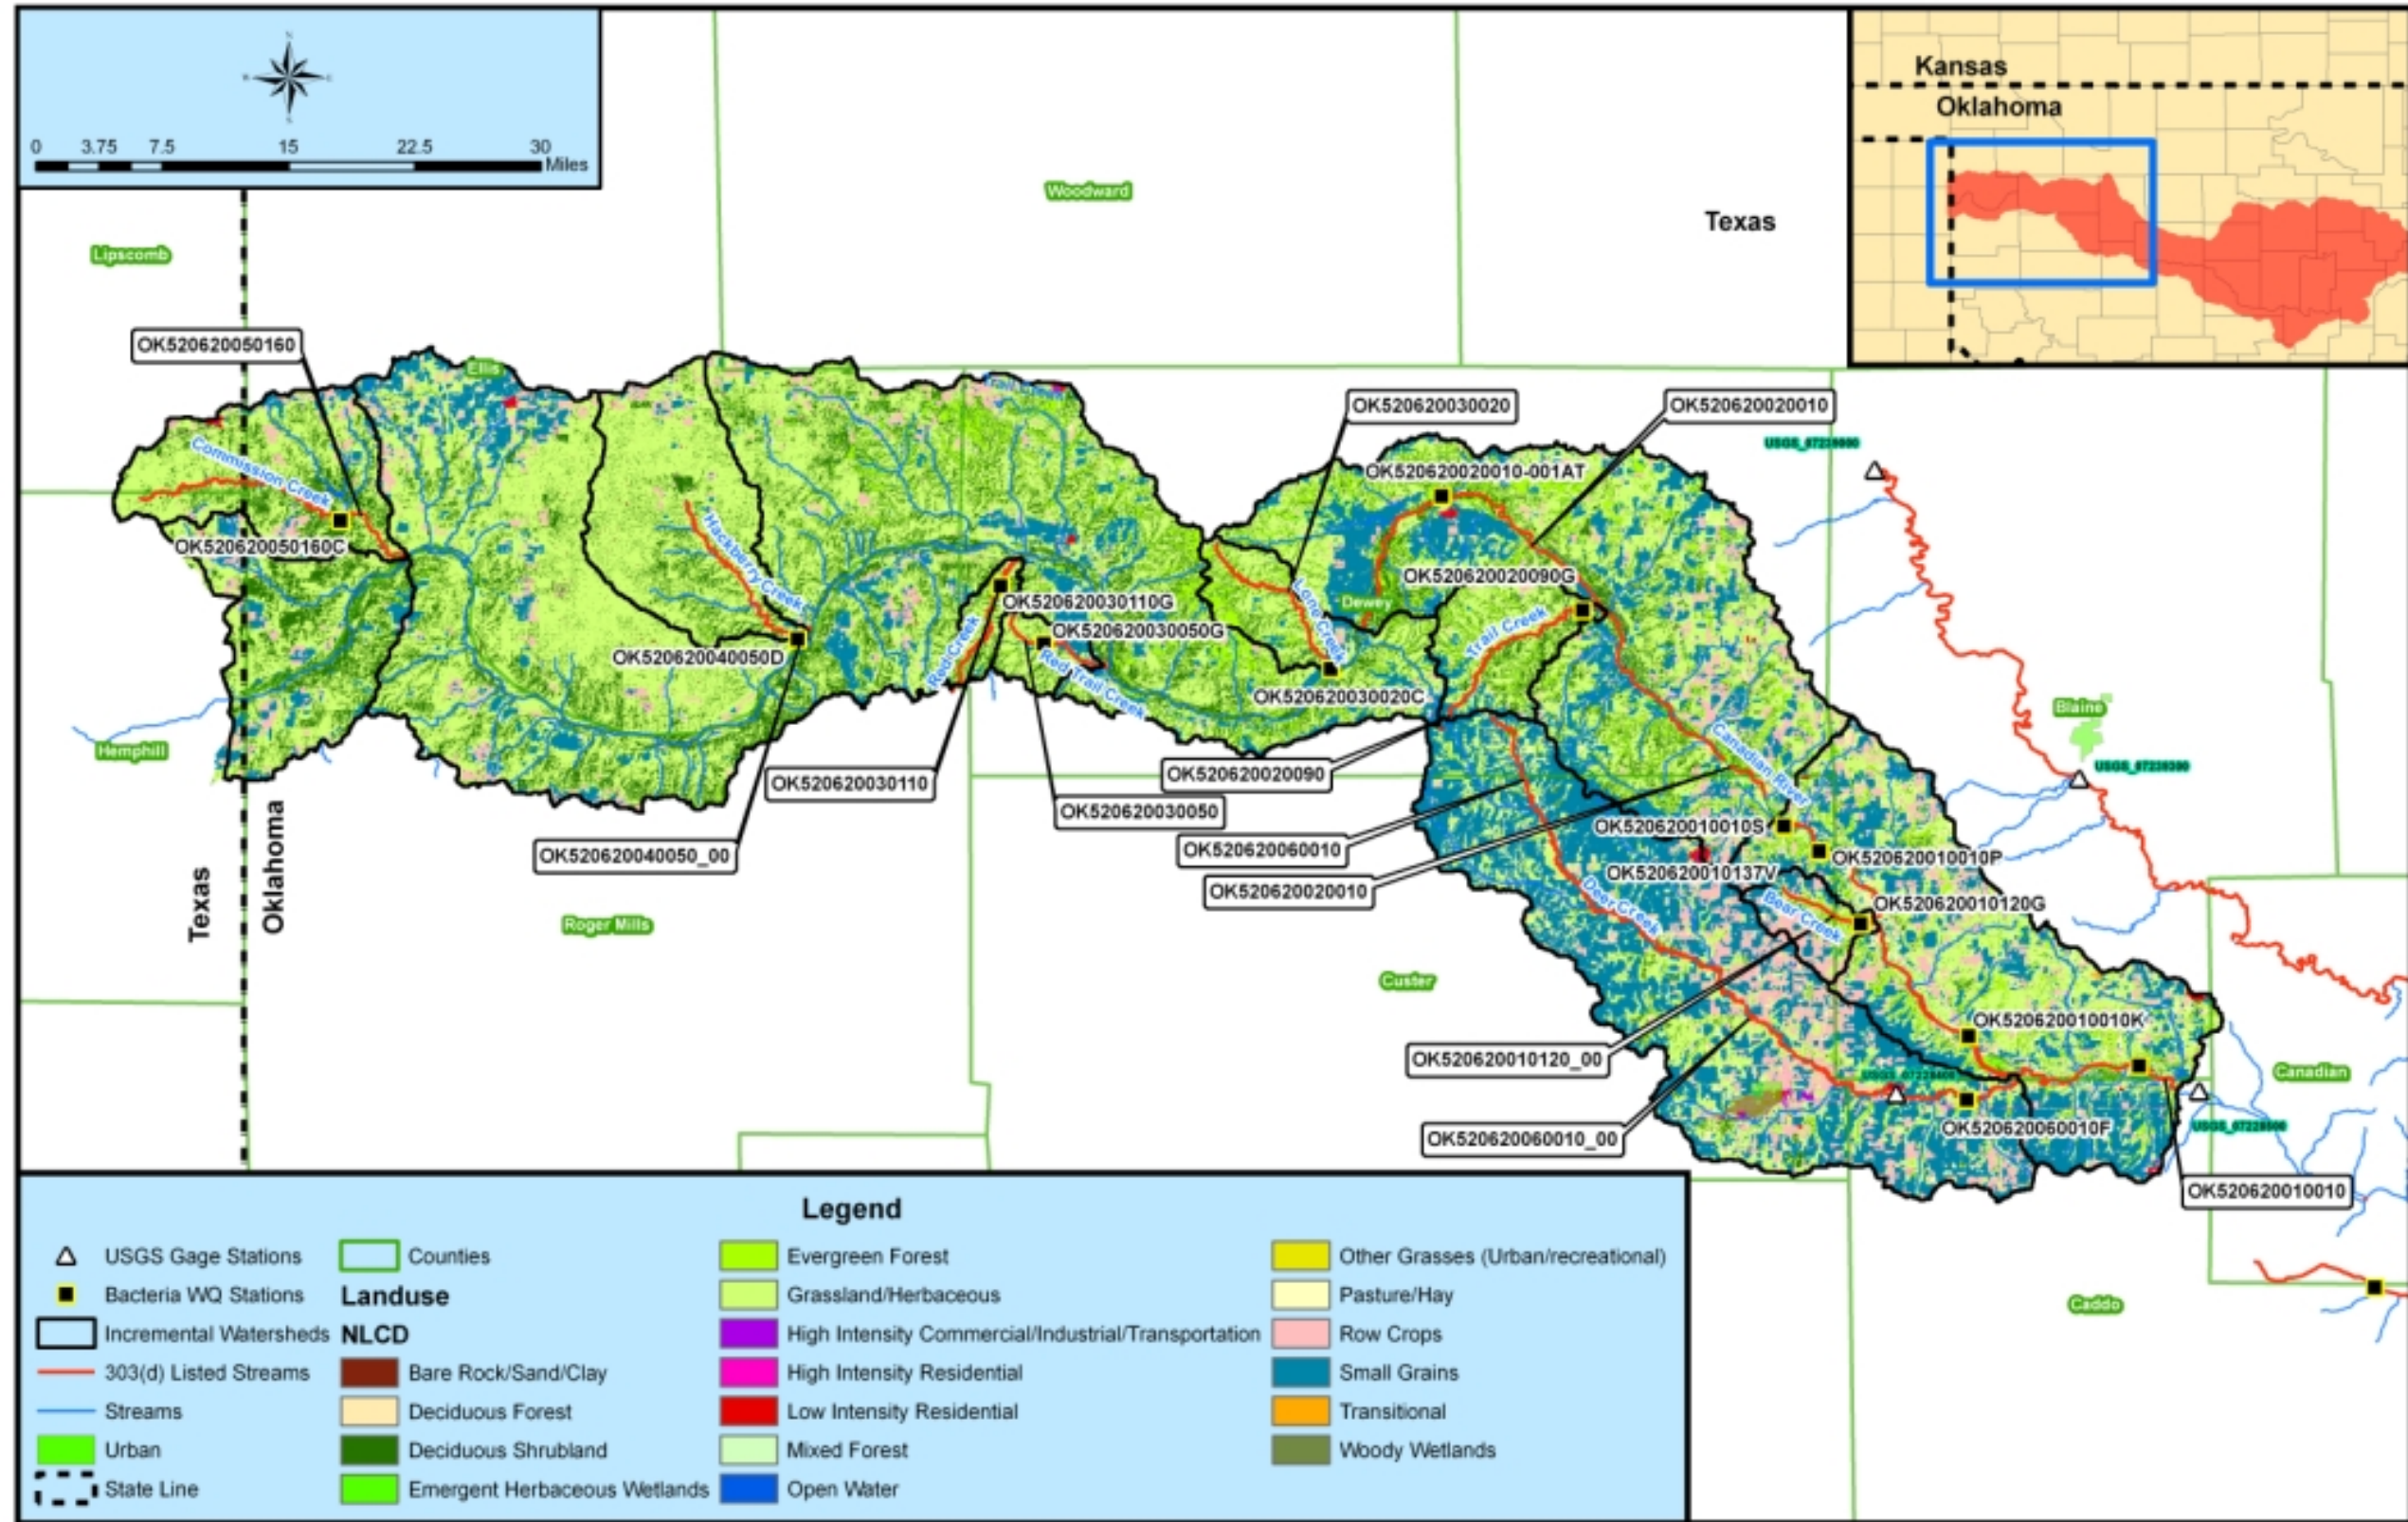 N
0 3.75 7.5 15 22.5 30
Miles
Kansas
Oklahoma
Woodward
Texas
Lipscomb
OK520620050160
Ellis
OK520620030020
OK520620020010
Commission Creek
OK520620020010-001AT
OK520620050160C
Hackberry Creek
OK520620020090G
OK520620030110G
Lone Creek
Dewey
Trail Creek
OK520620030050G
OK520620040050D
Red Creek
Red Trail Creek
OK520620030020C
Blaine
Hemphill
OK520620030110
OK520620020090
Canadian River
OK520620030050
OK520620010010S
OK520620060010
OK520620040050_00
OK520620010010P
OK520620010137V
OK520620020010
Texas
Oklahoma
Deer Creek
Bear Creek
OK520620010120G
Roger Mills
Custer
OK520620010010K
OK520620010120_00
Canadian
OK520620060010F
OK520620060010_00
OK520620010010
Caddo
Legend
USGS Gage Stations
Bacteria WQ Stations
Incremental Watersheds
303(d) Listed Streams
Streams
Urban
State Line
Counties
Landuse
NLCD
Bare Rock/Sand/Clay
Deciduous Forest
Deciduous Shrubland
Emergent Herbaceous Wetlands
Evergreen Forest
Grassland/Herbaceous
High Intensity Commercial/Industrial/Transportation
High Intensity Residential
Low Intensity Residential
Mixed Forest
Open Water
Other Grasses (Urban/recreational)
Pasture/Hay
Row Crops
Small Grains
Transitional
Woody Wetlands